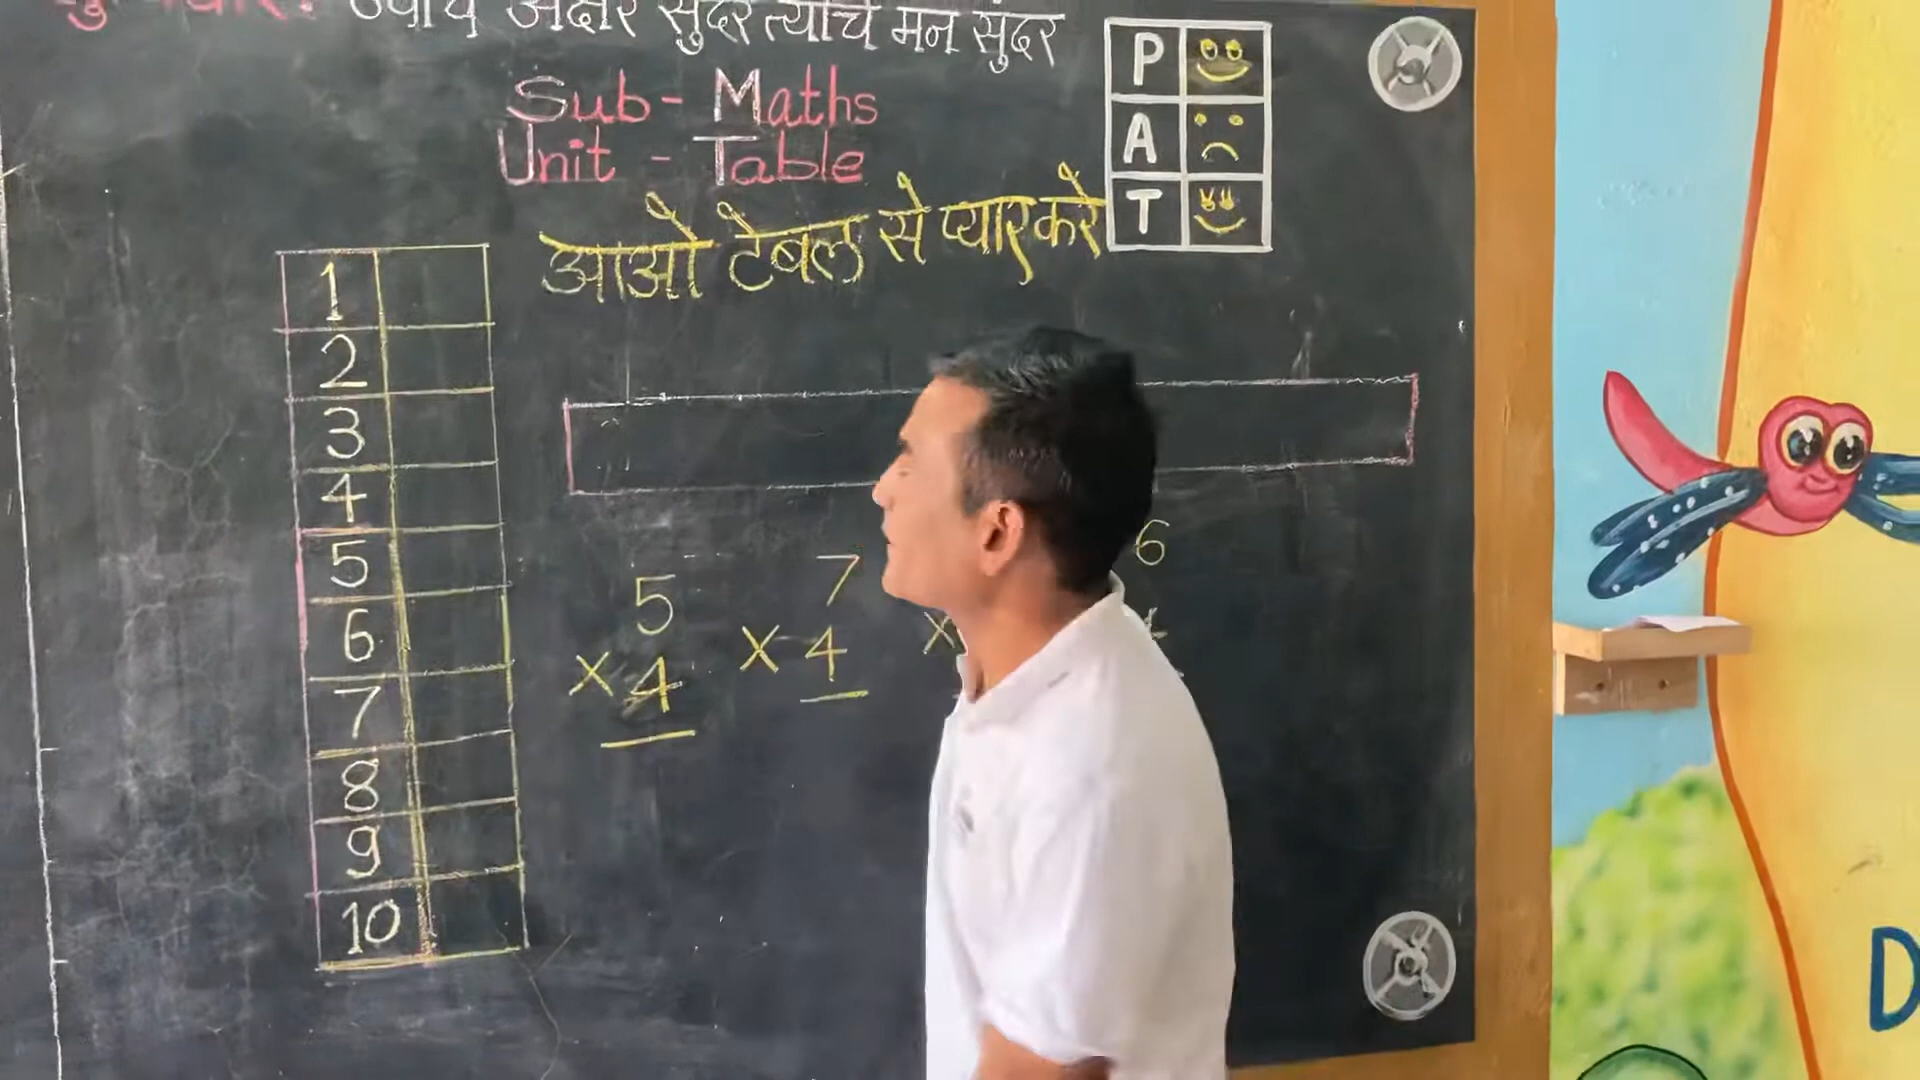 ज्याचे अक्षर सुंदर त्याचे मन सुंदर
Sub - Maths
Unit - Table
आओ टेबल से प्यार करे
P
A
T
1
2
3
4
5
6
7
8
9
10
5
× 4
7
× 4
6
×
D